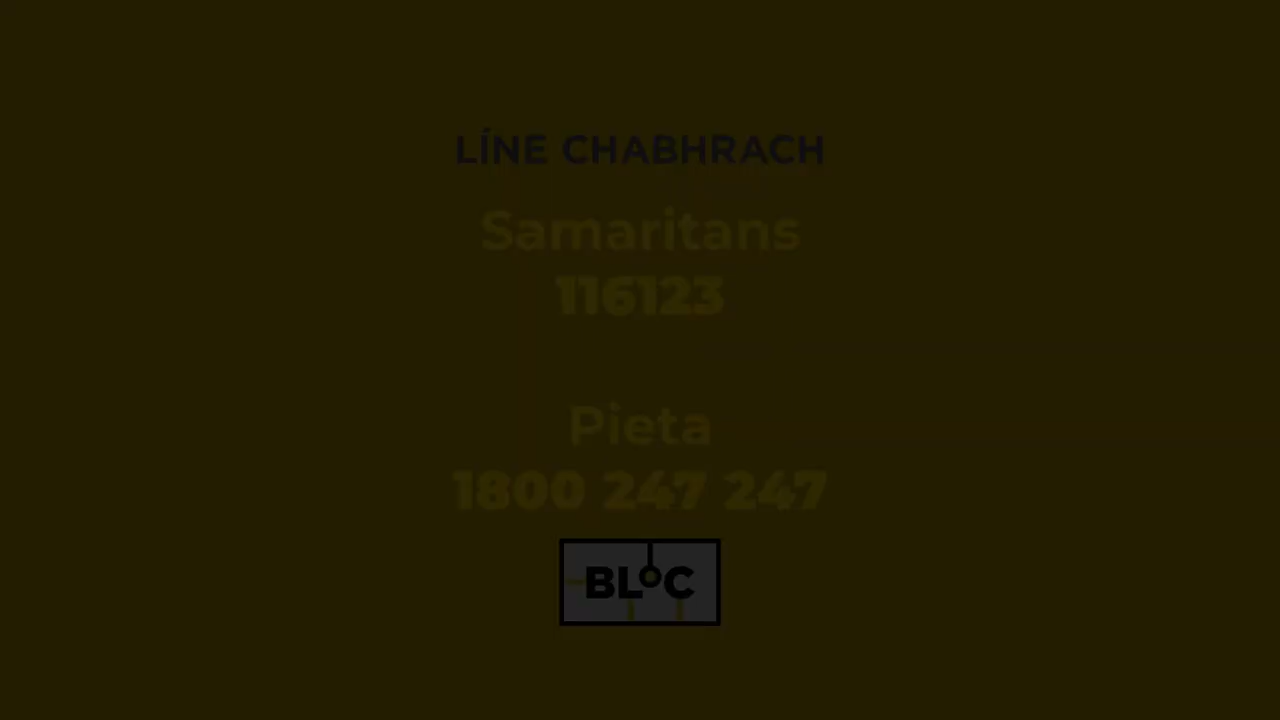 LÍNE CHABHRACH
Samaritans
116123
Pieta
1800 247 247
BLOC